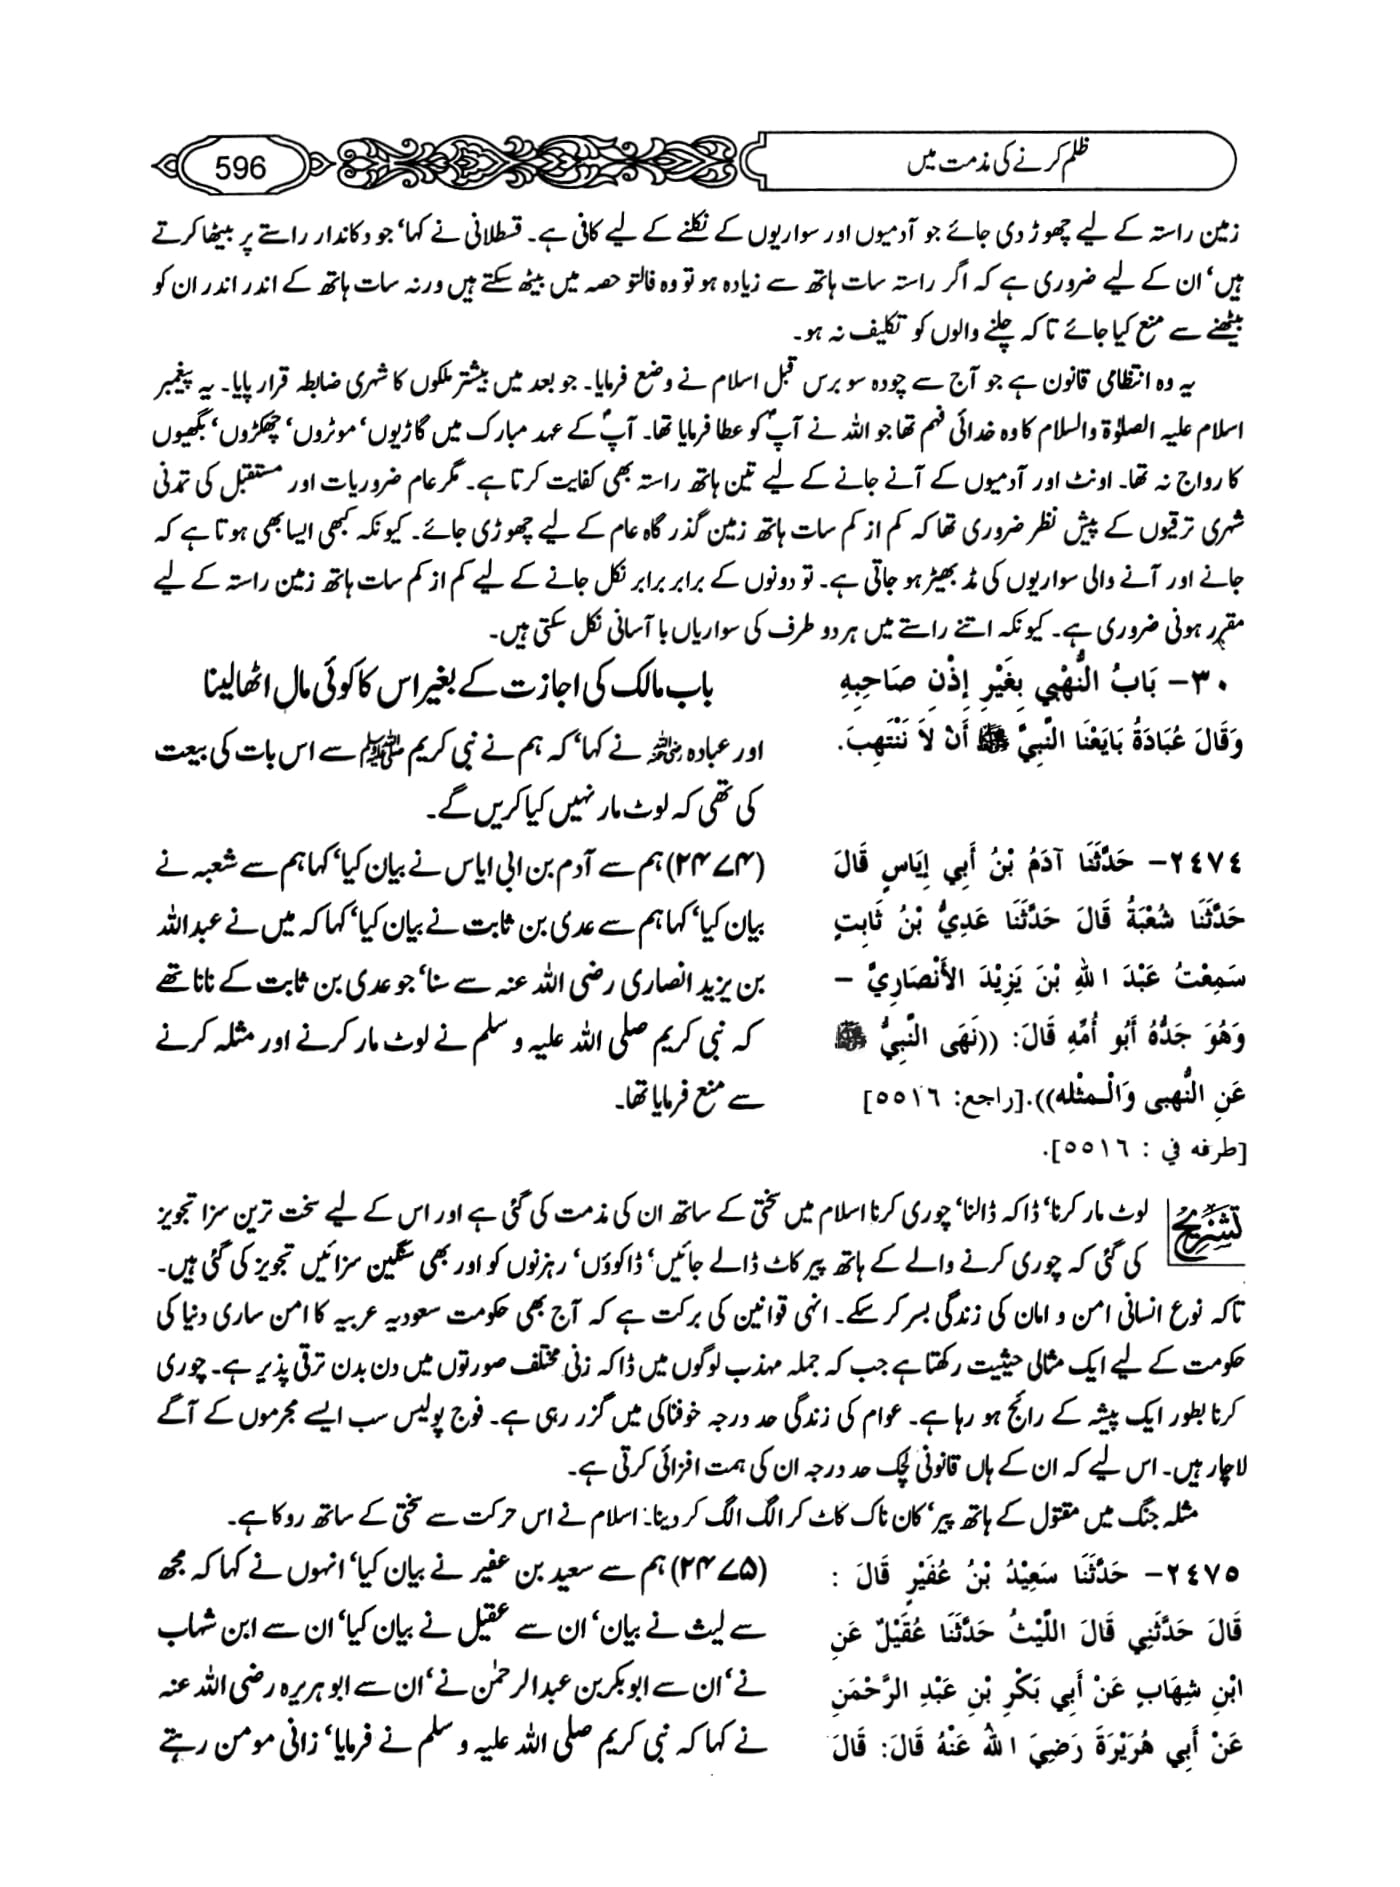 ظلم کرنے کی مذمت میں
596
زمین راستہ کے لیے چھوڑ دی جائے جو آدمیوں اور سواریوں کے نکلنے کے لیے کافی ہے۔ قسطلانی نے کہا‘ جو دکاندار راستے پر بیٹھا کرتے
ہیں‘ ان کے لیے ضروری ہے کہ اگر راستہ سات ہاتھ سے زیادہ ہو تو وہ فالتو حصہ میں بیٹھ سکتے ہیں ورنہ سات ہاتھ کے اندر اندر ان کو
بیٹھنے سے منع کیا جائے تاکہ چلنے والوں کو تکلیف نہ ہو۔
یہ وہ انتظامی قانون ہے جو آج سے چودہ سو برس قبل اسلام نے وضع فرمایا۔ جو بعد میں بیشتر ملکوں کا شہری ضابطہ قرار پایا۔ یہ پیغمبر
اسلام علیہ الصلوٰۃ والسلام کا وہ خدائی فہم تھا جو اللہ نے آپؐ کو عطا فرمایا تھا۔ آپؐ کے عہد مبارک میں گاڑیوں‘ موٹروں‘ چھکڑوں‘ بگھیوں
کا رواج نہ تھا۔ اونٹ اور آدمیوں کے آنے جانے کے لیے تین ہاتھ راستہ بھی کفایت کرتا ہے۔ مگر عام ضروریات اور مستقبل کی تمدنی
شہری ترقیوں کے پیش نظر ضروری تھا کہ کم از کم سات ہاتھ زمین گذر گاہ عام کے لیے چھوڑی جائے۔ کیونکہ کبھی ایسا بھی ہوتا ہے کہ
جانے اور آنے والی سواریوں کی مڈ بھیڑ ہو جاتی ہے۔ تو دونوں کے برابر برابر نکل جانے کے لیے کم از کم سات ہاتھ زمین راستہ کے لیے
مقرر ہونی ضروری ہے۔ کیونکہ اتنے راستے میں ہر دو طرف کی سواریاں با آسانی نکل سکتی ہیں۔
٣٠- بَابُ النُّهْبِي بِغَيْرِ إِذْنِ صَاحِبِهِ
وَقَالَ عُبَادَةُ بَايَعْنَا النَّبِيَّ ﷺ أَنْ لاَ نَنْتَهِبَ.
باب مالک کی اجازت کے بغیر اس کا کوئی مال اٹھا لینا
اور عبادہ رضی اللہ عنہ نے کہا‘ کہ ہم نے نبی کریم ﷺ سے اس بات کی بیعت
کی تھی کہ لوٹ مار نہیں کیا کریں گے۔
٢٤٧٤- حَدَّثَنَا آدَمُ بْنُ أَبِي إِيَاسٍ قَالَ
حَدَّثَنَا شُعْبَةُ قَالَ حَدَّثَنَا عَدِيُّ بْنُ ثَابِتٍ
سَمِعْتُ عَبْدَ اللهِ بْنَ يَزِيْدَ الأَنْصَارِيَّ -
وَهُوَ جَدُّهُ أَبُو أُمِّهِ قَالَ: ((نَهَى النَّبِيُّ ﷺ
عَنِ النُّهبى وَالْـمثْله)).[راجع: ٥٥١٦]
[طرفه في : ٥٥١٦].
(۲۴۷۴) ہم سے آدم بن ابی ایاس نے بیان کیا‘ کہا ہم سے شعبہ نے
بیان کیا‘ کہا ہم سے عدی بن ثابت نے بیان کیا‘ کہا کہ میں نے عبداللہ
بن یزید انصاری رضی اللہ عنہ سے سنا‘ جو عدی بن ثابت کے نانا تھے
کہ نبی کریم صلی اللہ علیہ و سلم نے لوٹ مار کرنے اور مثلہ کرنے
سے منع فرمایا تھا۔
تشریح
لوٹ مار کرنا‘ ڈاکہ ڈالنا‘ چوری کرنا اسلام میں سختی کے ساتھ ان کی مذمت کی گئی ہے اور اس کے لیے سخت ترین سزا تجویز
کی گئی کہ چوری کرنے والے کے ہاتھ پیر کاٹ ڈالے جائیں‘ ڈاکوؤں‘ رہزنوں کو اور بھی سنگین سزائیں تجویز کی گئی ہیں۔
تاکہ نوع انسانی امن و امان کی زندگی بسر کر سکے۔ انہی قوانین کی برکت ہے کہ آج بھی حکومت سعودیہ عربیہ کا امن ساری دنیا کی
حکومت کے لیے ایک مثالی حیثیت رکھتا ہے جب کہ جملہ مہذب لوگوں میں ڈاکہ زنی مختلف صورتوں میں دن بدن ترقی پذیر ہے۔ چوری
کرنا بطور ایک پیشہ کے رائج ہو رہا ہے۔ عوام کی زندگی حد درجہ خوفناکی میں گزر رہی ہے۔ فوج پولیس سب ایسے مجرموں کے آگے
لاچار ہیں۔ اس لیے کہ ان کے ہاں قانونی لچک حد درجہ ان کی ہمت افزائی کرتی ہے۔
مثلہ جنگ میں مقتول کے ہاتھ پیر‘ کان ناک کاٹ کر الگ الگ کر دینا۔ اسلام نے اس حرکت سے سختی کے ساتھ روکا ہے۔
٢٤٧٥- حَدَّثَنَا سَعِيْدُ بْنُ عُفَيْرٍ قَالَ :
قَالَ حَدَّثَنِي قَالَ اللَّيْثُ حَدَّثَنَا عُقَيْلٌ عَنِ
ابْنِ شِهَابٍ عَنْ أَبِي بَكْرِ بْنِ عَبْدِ الرَّحْمَنِ
عَنْ أَبِي هُرَيْرَةَ رَضِيَ اللهُ عَنْهُ قَالَ: قَالَ
(۲۴۷۵) ہم سے سعید بن عفیر نے بیان کیا‘ انہوں نے کہا کہ مجھ
سے لیث نے بیان‘ ان سے عقیل نے بیان کیا‘ ان سے ابن شہاب
نے‘ ان سے ابوبکر بن عبدالرحمٰن نے‘ ان سے ابو ہریرہ رضی اللہ عنہ
نے کہا کہ نبی کریم صلی اللہ علیہ و سلم نے فرمایا‘ زانی مومن رہتے